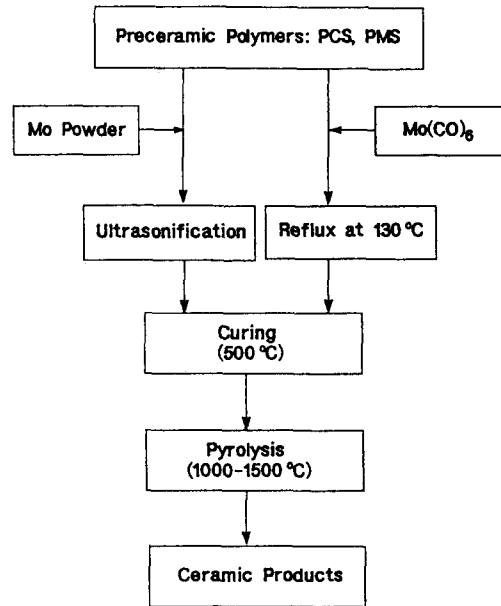 Preceramic Polymers: PCS, PMS
Mo Powder
Mo(CO)₆
Ultrasonification
Reflux at 130 °C
Curing
(500 °C)
Pyrolysis
(1000-1500 °C)
Ceramic Products